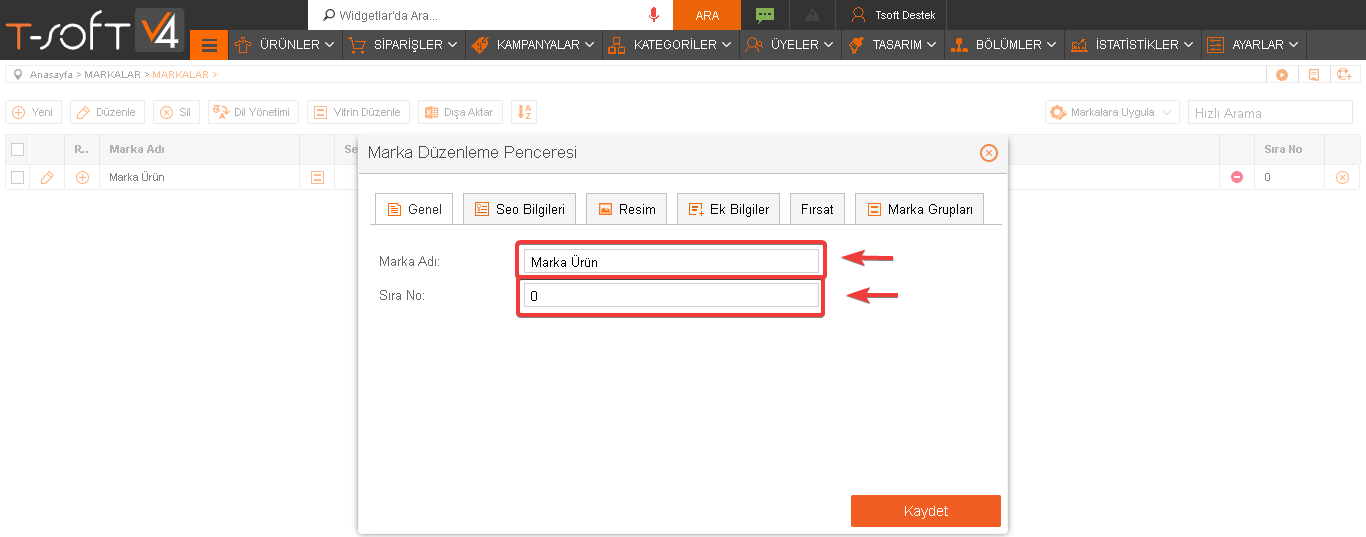 T-SOFT V4
Widgetlar'da Ara... ARA Tsoft Destek
ÜRÜNLER SİPARİŞLER KAMPANYALAR KATEGORİLER ÜYELER TASARIM BÖLÜMLER İSTATİSTİKLER AYARLAR
Anasayfa > MARKALAR > MARKALAR >
Yeni Düzenle Sil Dil Yönetimi Vitrin Düzenle Dışa Aktar Markalara Uygula Hızlı Arama
R.. Marka Adı Se Sıra No
Marka Ürün 0
Marka Düzenleme Penceresi
Genel Seo Bilgileri Resim Ek Bilgiler Fırsat Marka Grupları
Marka Adı: Marka Ürün
Sıra No: 0
Kaydet